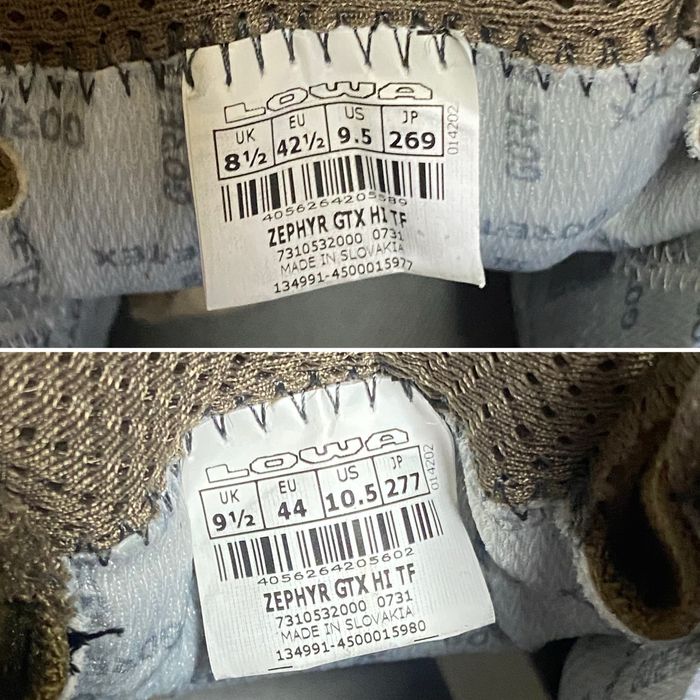 LOWA
UK EU US JP
8½ 42½ 9.5 269
014202
4056264205589
ZEPHYR GTX HI TF
7310532000 0731
MADE IN SLOVAKIA
134991-4500015977
GORE
LOWA
UK EU US JP
9½ 44 10.5 277
014202
4056264205602
ZEPHYR GTX HI TF
7310532000 0731
MADE IN SLOVAKIA
134991-4500015980